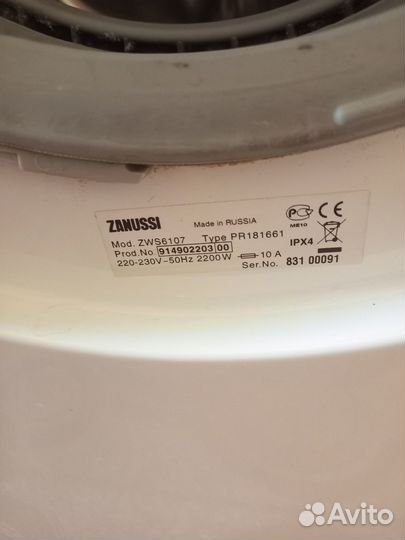 ZANUSSI Made in RUSSIA
Mod. ZWS6107 Type PR181661
Prod.No. 914902203 00
220-230V~50Hz 2200W 10 A
Ser.No. 831 00091
PC CE
ME10
IPX4
Avito